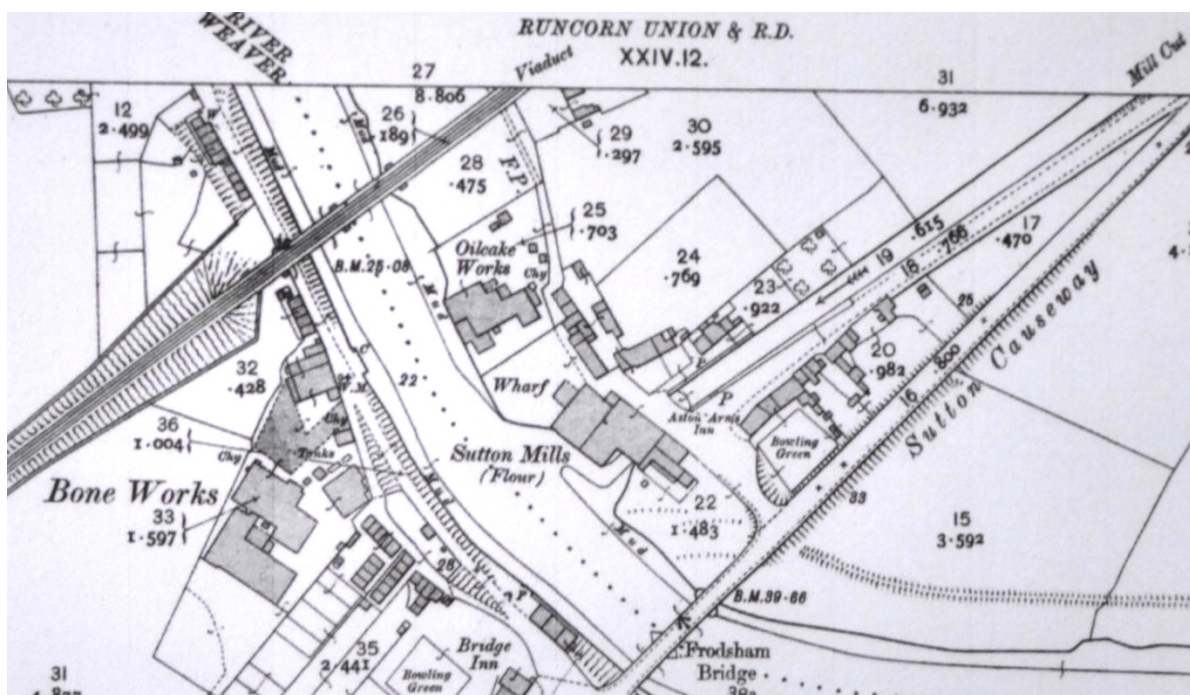 RIVER
WEAVER
RUNCORN UNION & R.D.
XXIV.12.
27
8.806
Viaduct
31
6.932
Mill Cut
12
2.499
26
.189
29
.297
30
2.595
28
.475
F.P.
25
.703
Oilcake
Works
Chy
24
.769
23
.922
19
.615
18
.766
17
.470
B.M.25.08
Mud
25
32
.428
W.M.
22
Wharf
P
Aston Arms
Inn
20
.982
16
.800
Sutton Causeway
Bowling
Green
36
1.004
Chy
Chy
Tanks
Sutton Mills
(Flour)
Bone Works
33
1.597
Mud
Mud
22
1.483
33
15
3.592
26
P
B.M.39.66
Frodsham
Bridge
35
2.441
Bridge
Inn
Bowling
Green
31